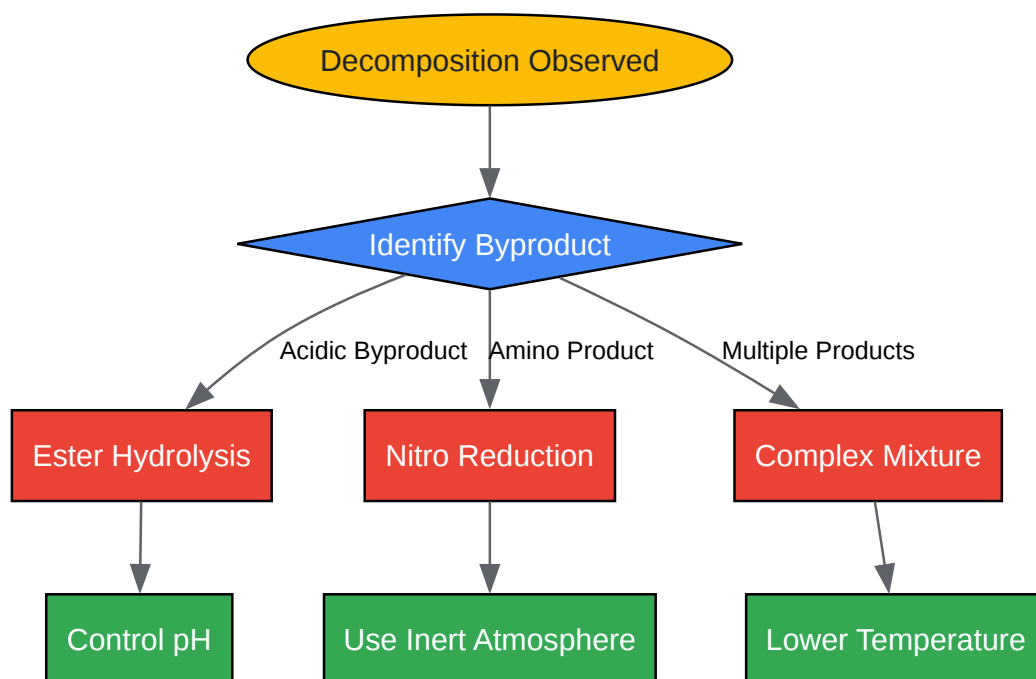 Decomposition Observed
Identify Byproduct
Acidic Byproduct
Amino Product
Multiple Products
Ester Hydrolysis
Nitro Reduction
Complex Mixture
Control pH
Use Inert Atmosphere
Lower Temperature